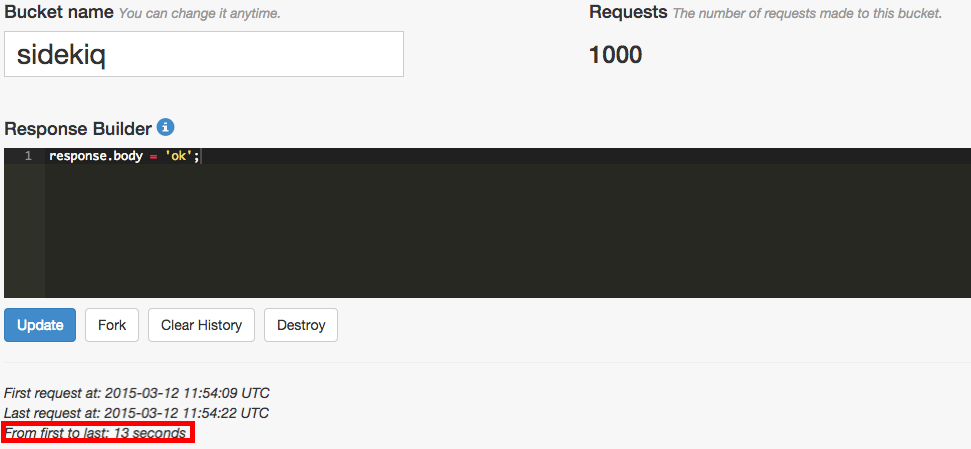 Bucket name You can change it anytime.
Requests The number of requests made to this bucket.
sidekiq
1000
Response Builder
1 response.body = 'ok';
Update Fork Clear History Destroy
First request at: 2015-03-12 11:54:09 UTC
Last request at: 2015-03-12 11:54:22 UTC
From first to last: 13 seconds